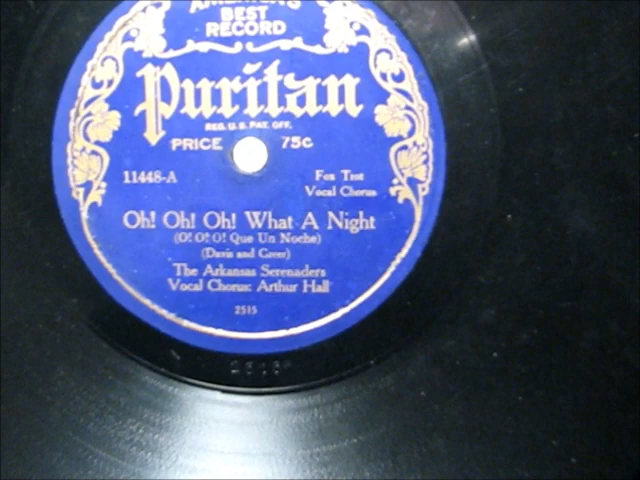 AMERICA'S
BEST
RECORD
Puritan
REG. U. S. PAT. OFF.
PRICE 75c
11448-A Fox Trot
Vocal Chorus
Oh! Oh! Oh! What A Night
(O! O! O! Que Un Noche)
(Davis and Greer)
The Arkansas Serenaders
Vocal Chorus: Arthur Hall
2515